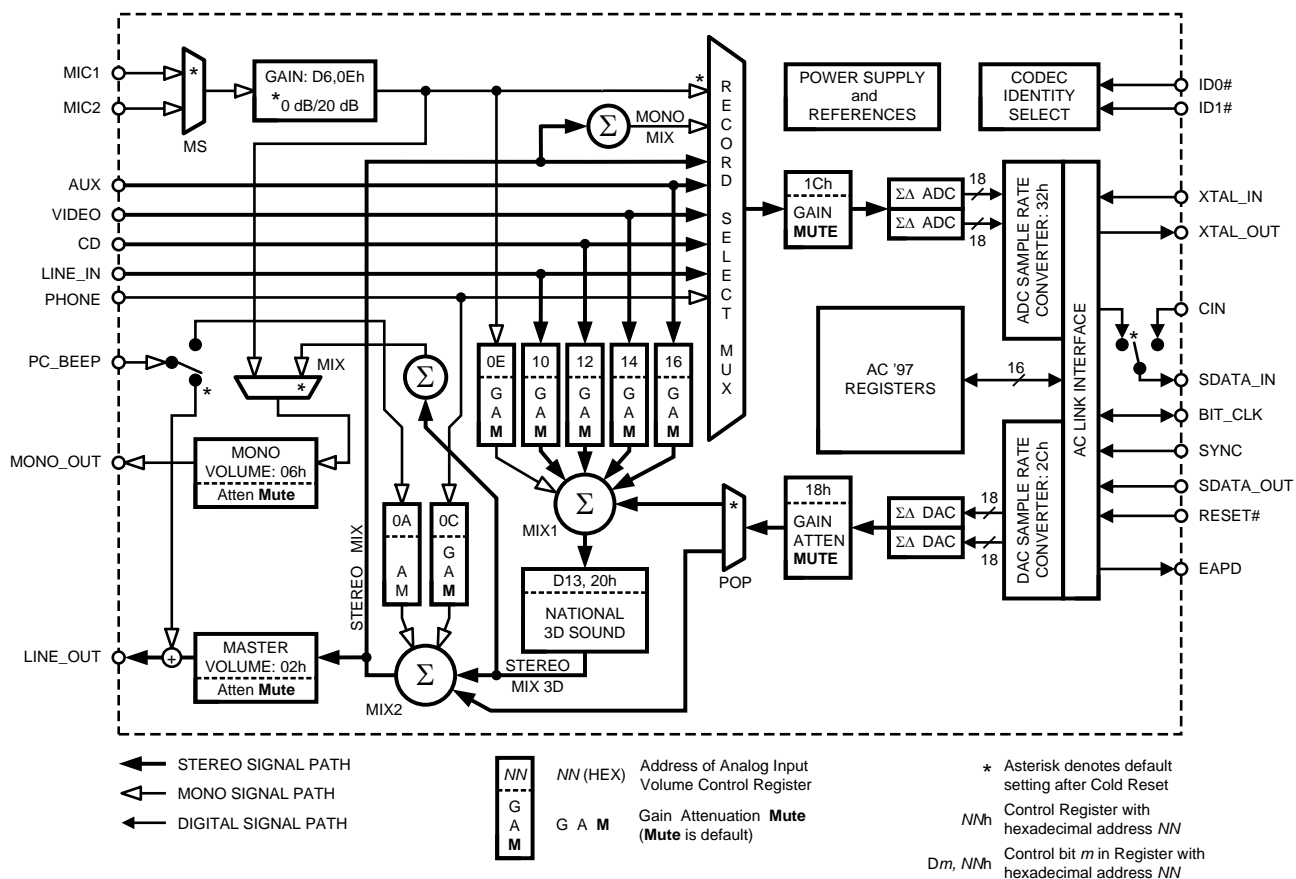 MIC1
MIC2
*
MS
GAIN: D6,0Eh
*0 dB/20 dB
AUX
VIDEO
CD
LINE_IN
PHONE
PC_BEEP
*
MIX
*
MONO_OUT
MONO
VOLUME: 06h
Atten Mute
LINE_OUT
+
MASTER
VOLUME: 02h
Atten Mute
STEREO MIX
Σ
MONO
MIX
Σ
0A
A
M
0C
G
A
M
Σ
MIX2
0E
G
A
M
10
G
A
M
12
G
A
M
14
G
A
M
16
G
A
M
Σ
MIX1
D13, 20h
NATIONAL
3D SOUND
STEREO
MIX 3D
*
RECORD SELECT MUX
*
POP
POWER SUPPLY
and
REFERENCES
CODEC
IDENTITY
SELECT
1Ch
GAIN
MUTE
ΣΔ ADC
ΣΔ ADC
18
18
ADC SAMPLE RATE
CONVERTER: 32h
AC '97
REGISTERS
16
AC LINK INTERFACE
18h
GAIN
ATTEN
MUTE
ΣΔ DAC
ΣΔ DAC
18
18
DAC SAMPLE RATE
CONVERTER: 2Ch
ID0#
ID1#
XTAL_IN
XTAL_OUT
CIN
*
SDATA_IN
BIT_CLK
SYNC
SDATA_OUT
RESET#
EAPD
STEREO SIGNAL PATH
MONO SIGNAL PATH
DIGITAL SIGNAL PATH
NN
G
A
M
NN (HEX)
Address of Analog Input
Volume Control Register
G A M
Gain Attenuation Mute
(Mute is default)
* Asterisk denotes default
setting after Cold Reset
NNh Control Register with
hexadecimal address NN
Dm, NNh Control bit m in Register with
hexadecimal address NN